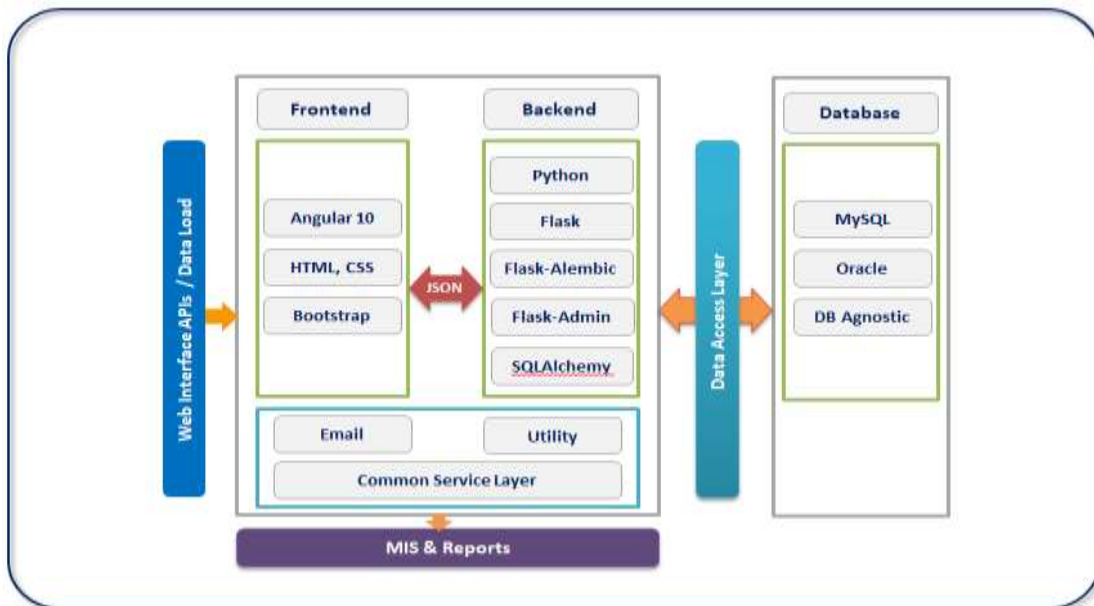 Web Interface APIs / Data Load
Frontend
Angular 10
HTML, CSS
Bootstrap
JSON
Backend
Python
Flask
Flask-Alembic
Flask-Admin
SQLAlchemy
Email
Utility
Common Service Layer
MIS & Reports
Data Access Layer
Database
MySQL
Oracle
DB Agnostic